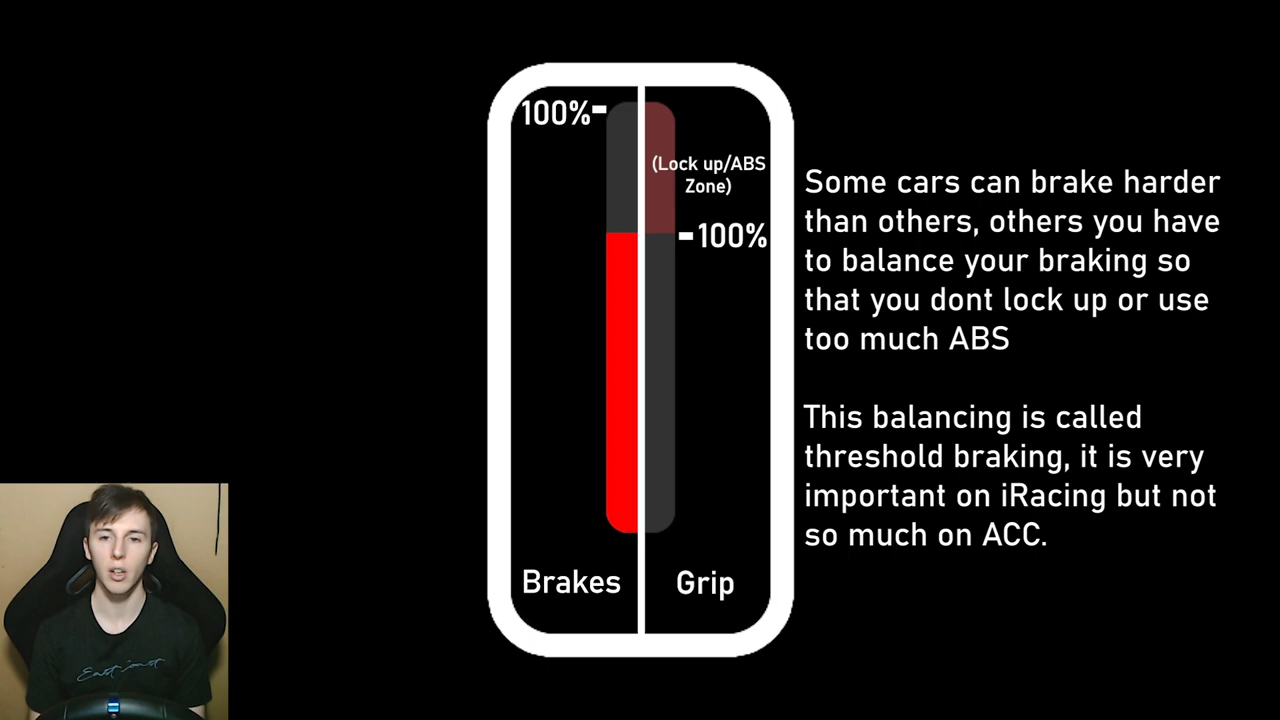 100%
(Lock up/ABS
Zone)
100%
Brakes
Grip
Some cars can brake harder
than others, others you have
to balance your braking so
that you dont lock up or use
too much ABS
This balancing is called
threshold braking, it is very
important on iRacing but not
so much on ACC.
East Coast